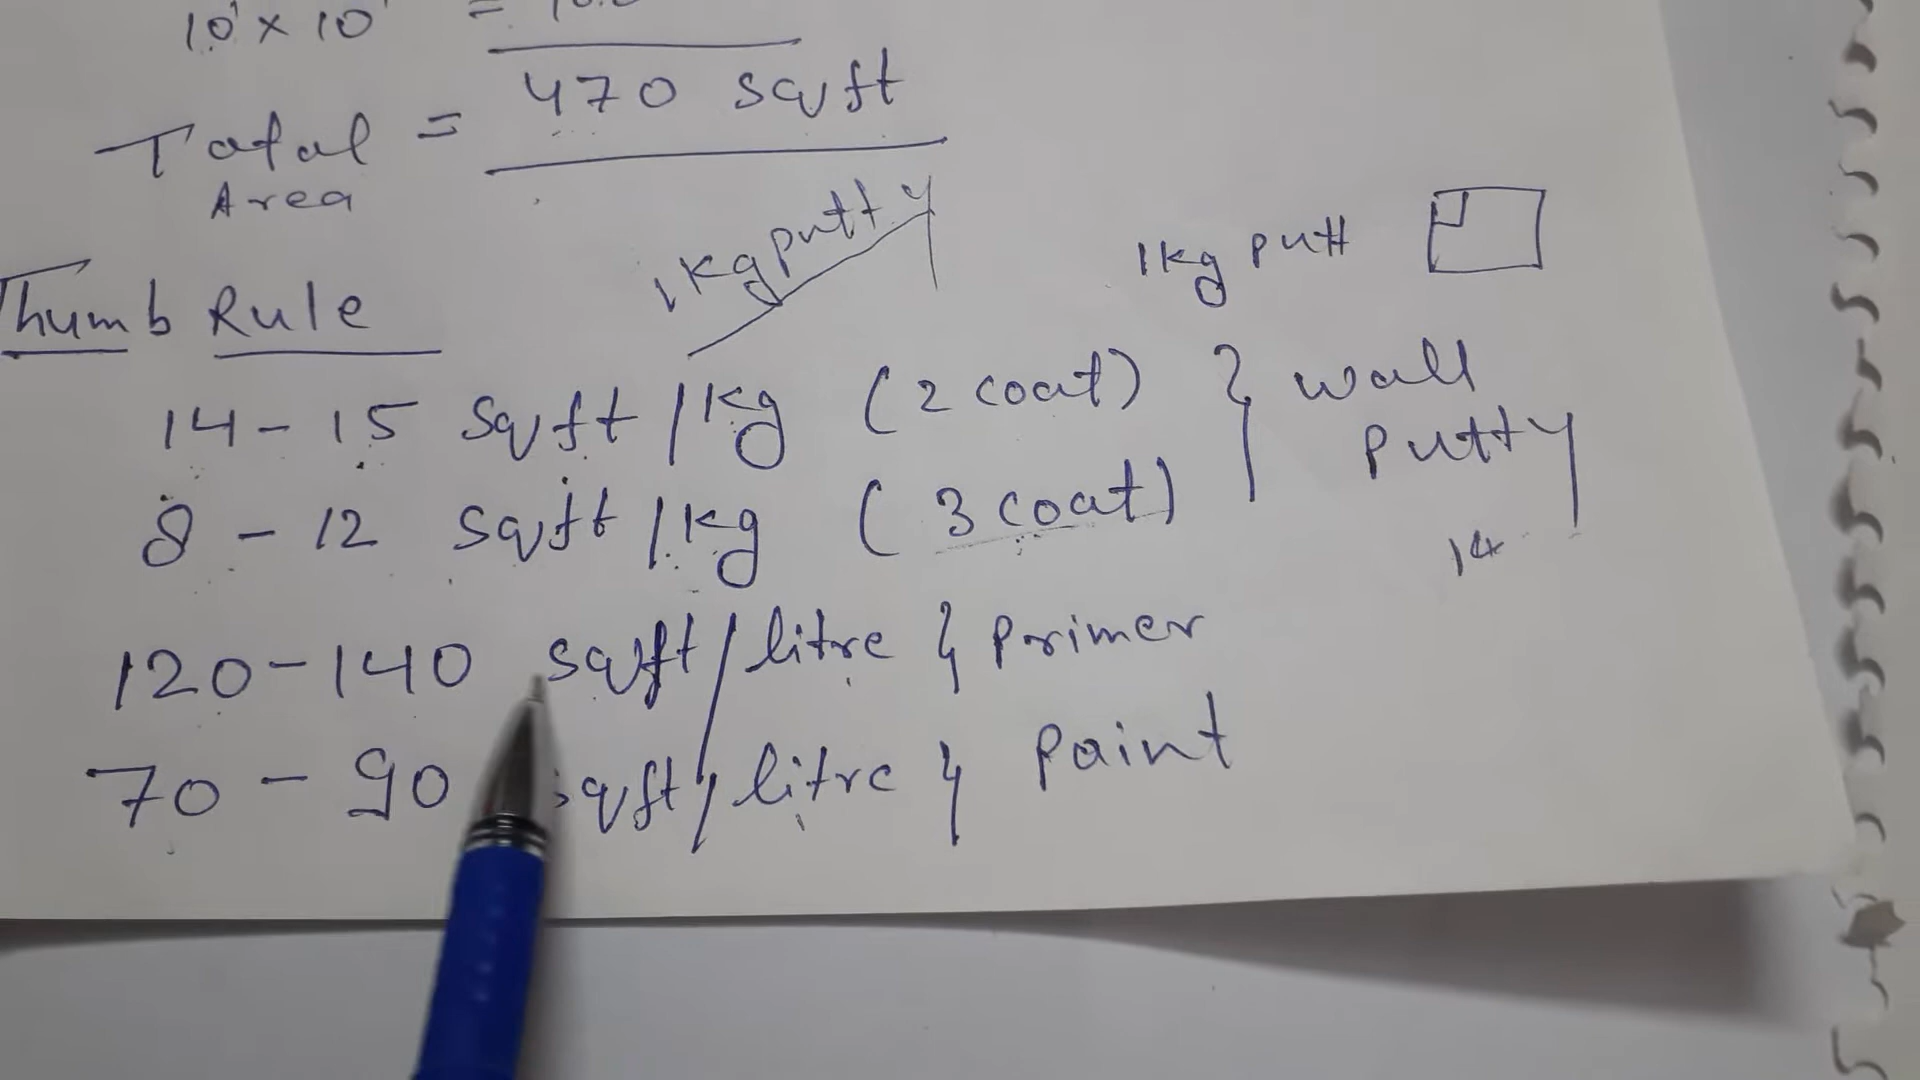 10' x 10' =
470 sqft
Total =
Area
1kg putty
1kg putt
Thumb Rule
14-15 sqft/1kg (2 coat) } wall
putty
8-12 sqft/1kg (3 coat)
14
120-140 sqft/litre } Primer
70-90 sqft/litre } Paint